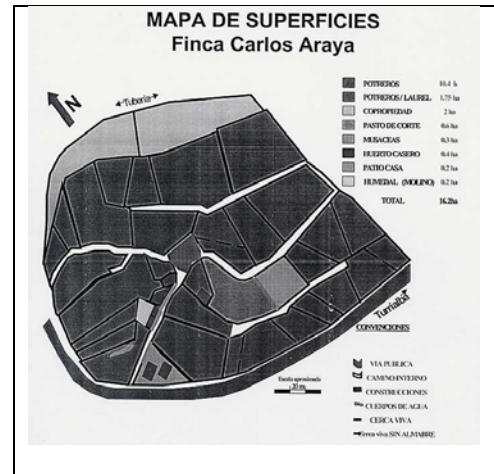 MAPA DE SUPERFICIES
Finca Carlos Araya
N
Tuberia
POTREROS 10.4 h
POTREROS / LAUREL 1.75 ha
COPROPIEDAD 2 ha
PASTO DE CORTE 0.6 ha
MUSACEAS 0.3 ha
HUERTO CASERO 0.4 ha
PATIO CASA 0.2 ha
HUMEDAL (MOLINO) 0.2 ha
TOTAL 16.2ha
Turrialba
CONVENCIONES
VIA PUBLICA
CAMINO INTERNO
CONSTRUCCIONES
CUERPOS DE AGUA
CERCA VIVA
Cerca viva SIN ALMABRE
Escala aproximada
20 m.